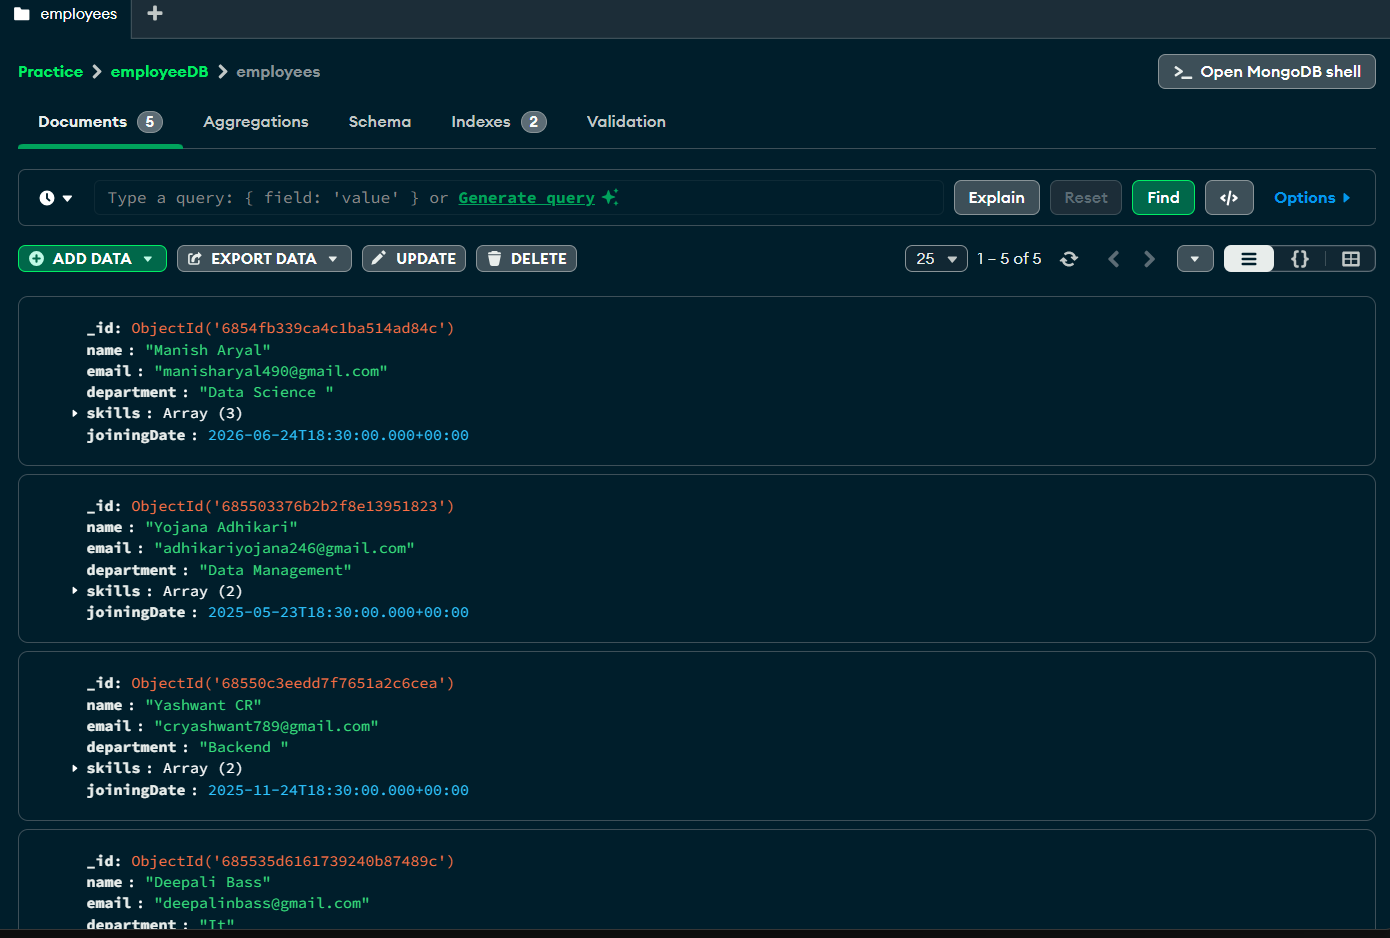 employees
Practice employeeDB employees
>_ Open MongoDB shell
Documents 5 Aggregations Schema Indexes 2 Validation
Type a query: { field: 'value' } or Generate query Explain Reset Find </> Options
ADD DATA EXPORT DATA UPDATE DELETE 25 1 – 5 of 5 {}
_id: ObjectId('6854fb339ca4c1ba514ad84c')
name : "Manish Aryal"
email : "manisharyal490@gmail.com"
department : "Data Science "
skills : Array (3)
joiningDate : 2026-06-24T18:30:00.000+00:00
_id: ObjectId('685503376b2b2f8e13951823')
name : "Yojana Adhikari"
email : "adhikariyojana246@gmail.com"
department : "Data Management"
skills : Array (2)
joiningDate : 2025-05-23T18:30:00.000+00:00
_id: ObjectId('68550c3eedd7f7651a2c6cea')
name : "Yashwant CR"
email : "cryashwant789@gmail.com"
department : "Backend "
skills : Array (2)
joiningDate : 2025-11-24T18:30:00.000+00:00
_id: ObjectId('685535d6161739240b87489c')
name : "Deepali Bass"
email : "deepalinbass@gmail.com"
department : "It"